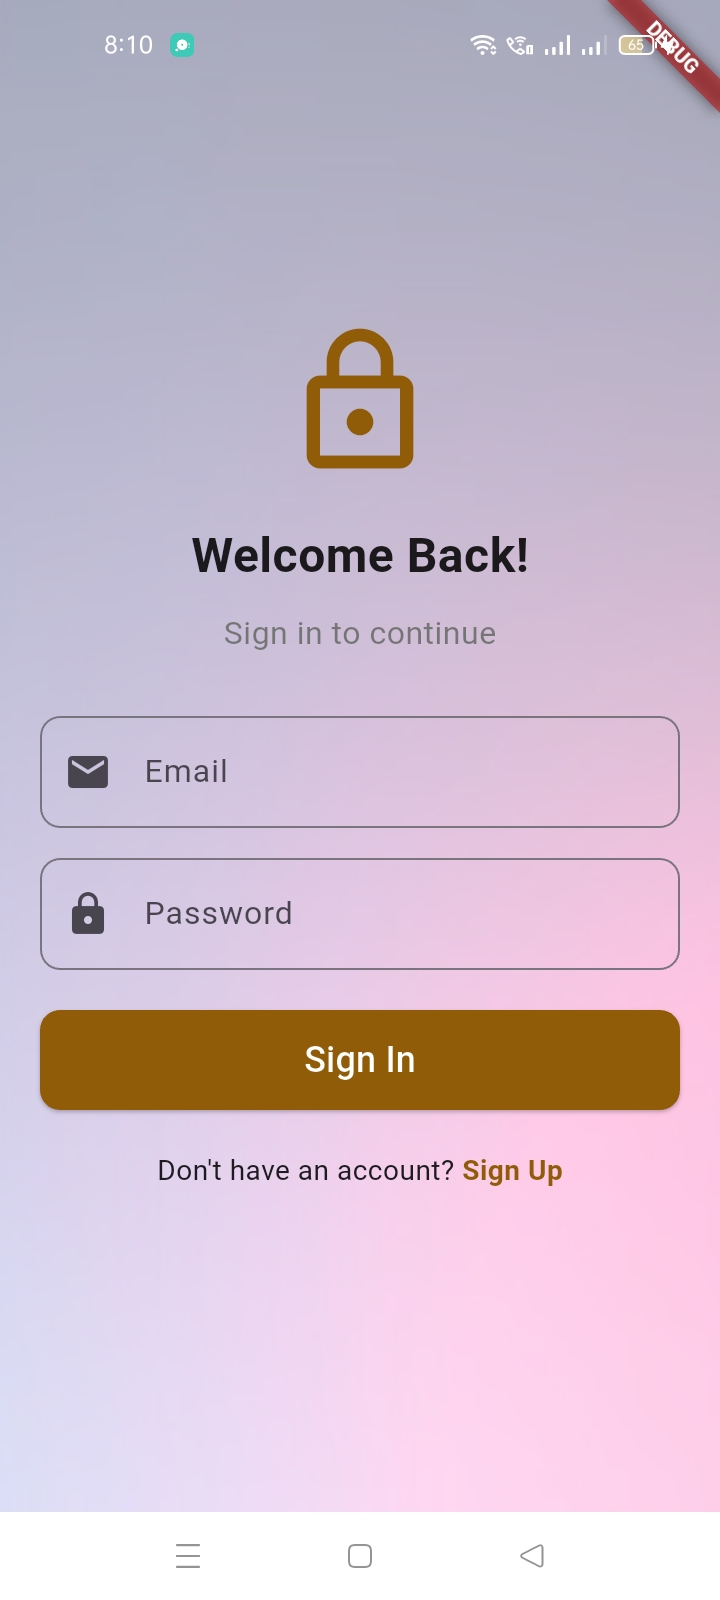 8:10
65
DEBUG
Welcome Back!
Sign in to continue
Email
Password
Sign In
Don't have an account? Sign Up